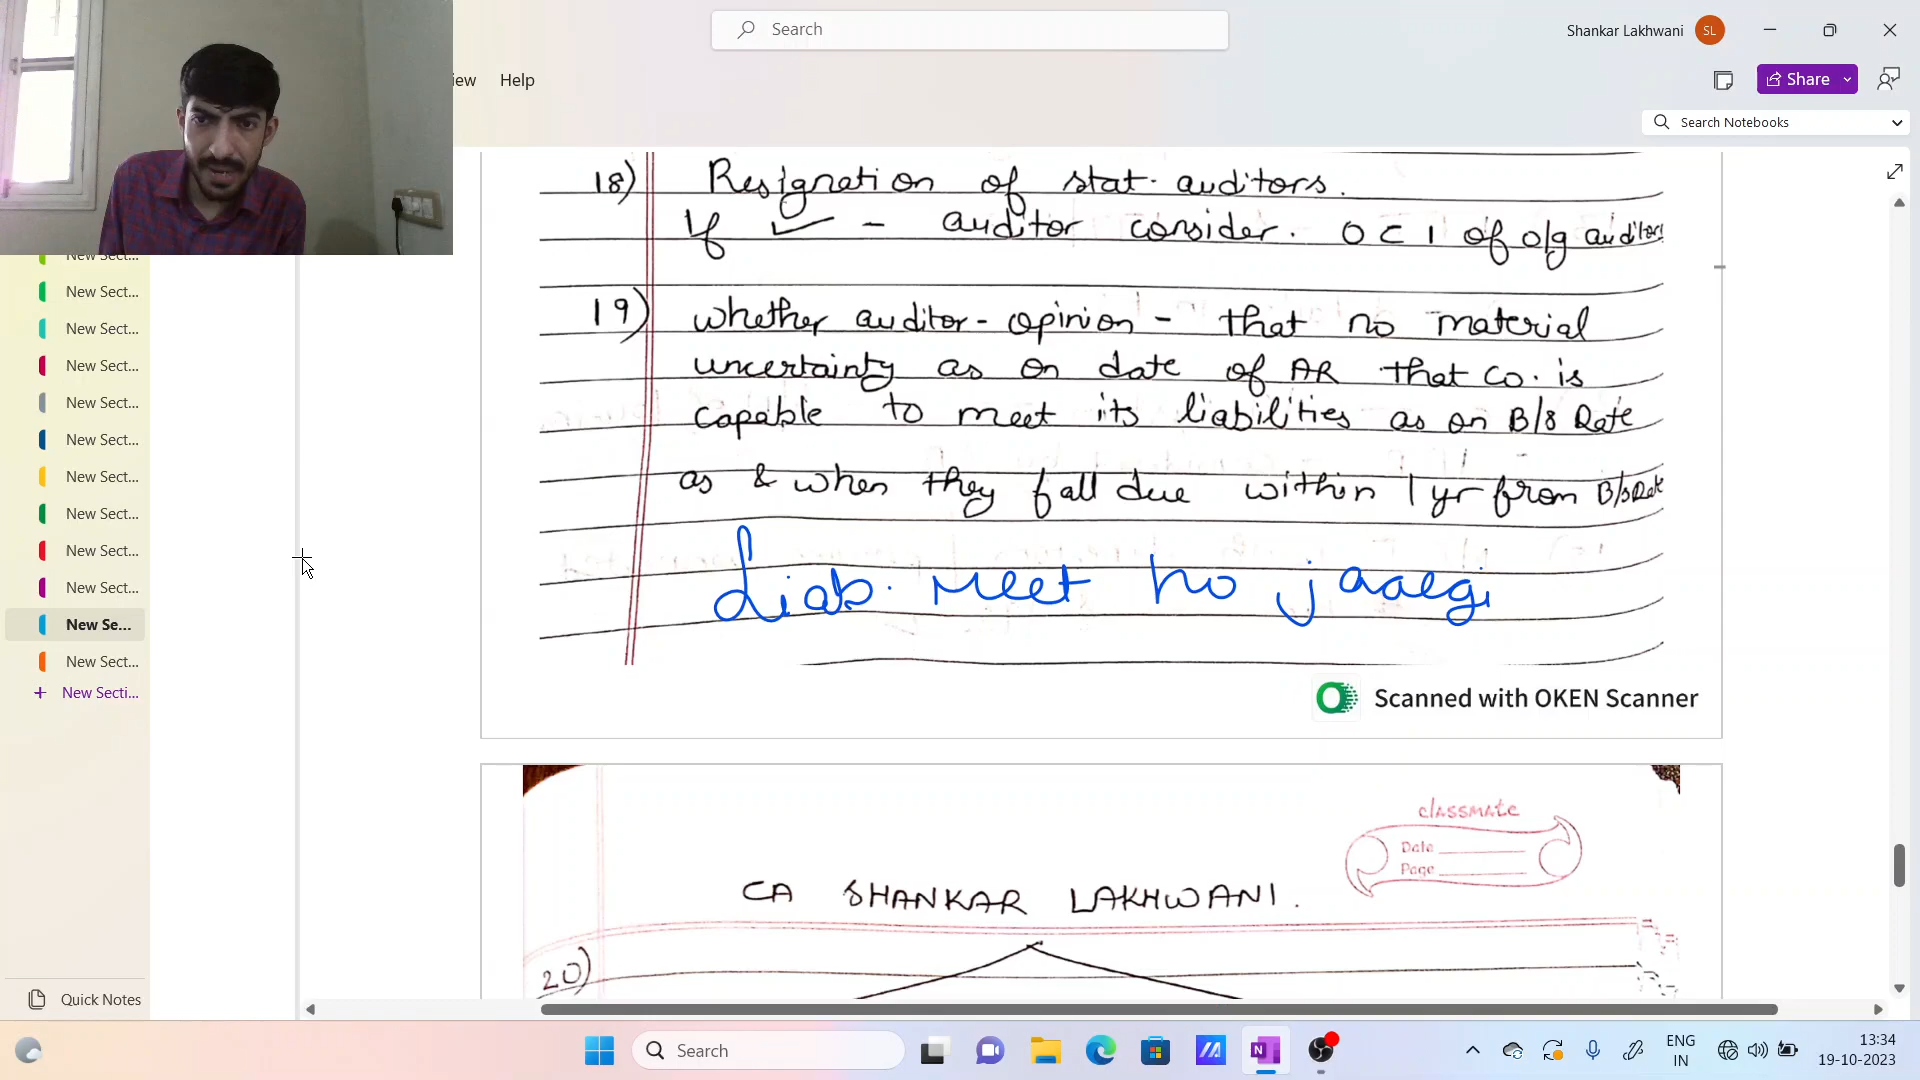 Search
Shankar Lakhwani SL
iew Help
Share
Search Notebooks
18) Resignation of stat. auditors.
If ✓ - auditor consider. O C I of o/g auditors
19) whether auditor - opinion - that no material
uncertainty as on date of AR that co. is
capable to meet its liabilities as on B/S Date
as & when they fall due within 1 yr from B/S Date
Liab. Meet ho jaaegi
Scanned with OKEN Scanner
classmate
Date
Page
CA SHANKAR LAKHWANI.
20)
New Sect...
New Sect...
New Sect...
New Sect...
New Sect...
New Sect...
New Sect...
New Sect...
New Sect...
New Sect...
New Se...
New Sect...
+ New Secti...
Quick Notes
Search
ENG
IN
13:34
19-10-2023